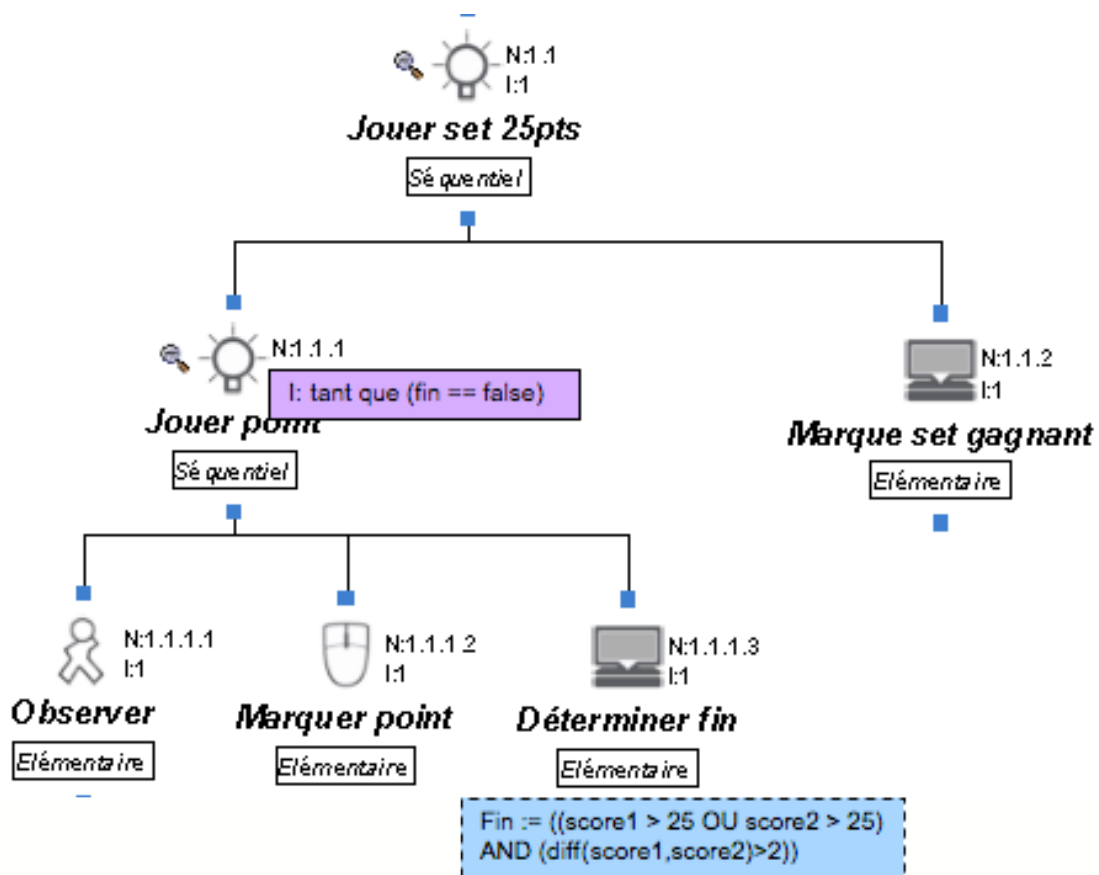 N:1.1
I:1
Jouer set 25pts
Séquentiel
N:1.1.1
I: tant que (fin == false)
Jouer point
Séquentiel
N:1.1.2
I:1
Marque set gagnant
Elémentaire
N:1.1.1.1
I:1
Observer
Elémentaire
N:1.1.1.2
I:1
Marquer point
Elémentaire
N:1.1.1.3
I:1
Déterminer fin
Elémentaire
Fin := ((score1 > 25 OU score2 > 25)
AND (diff(score1,score2)>2))